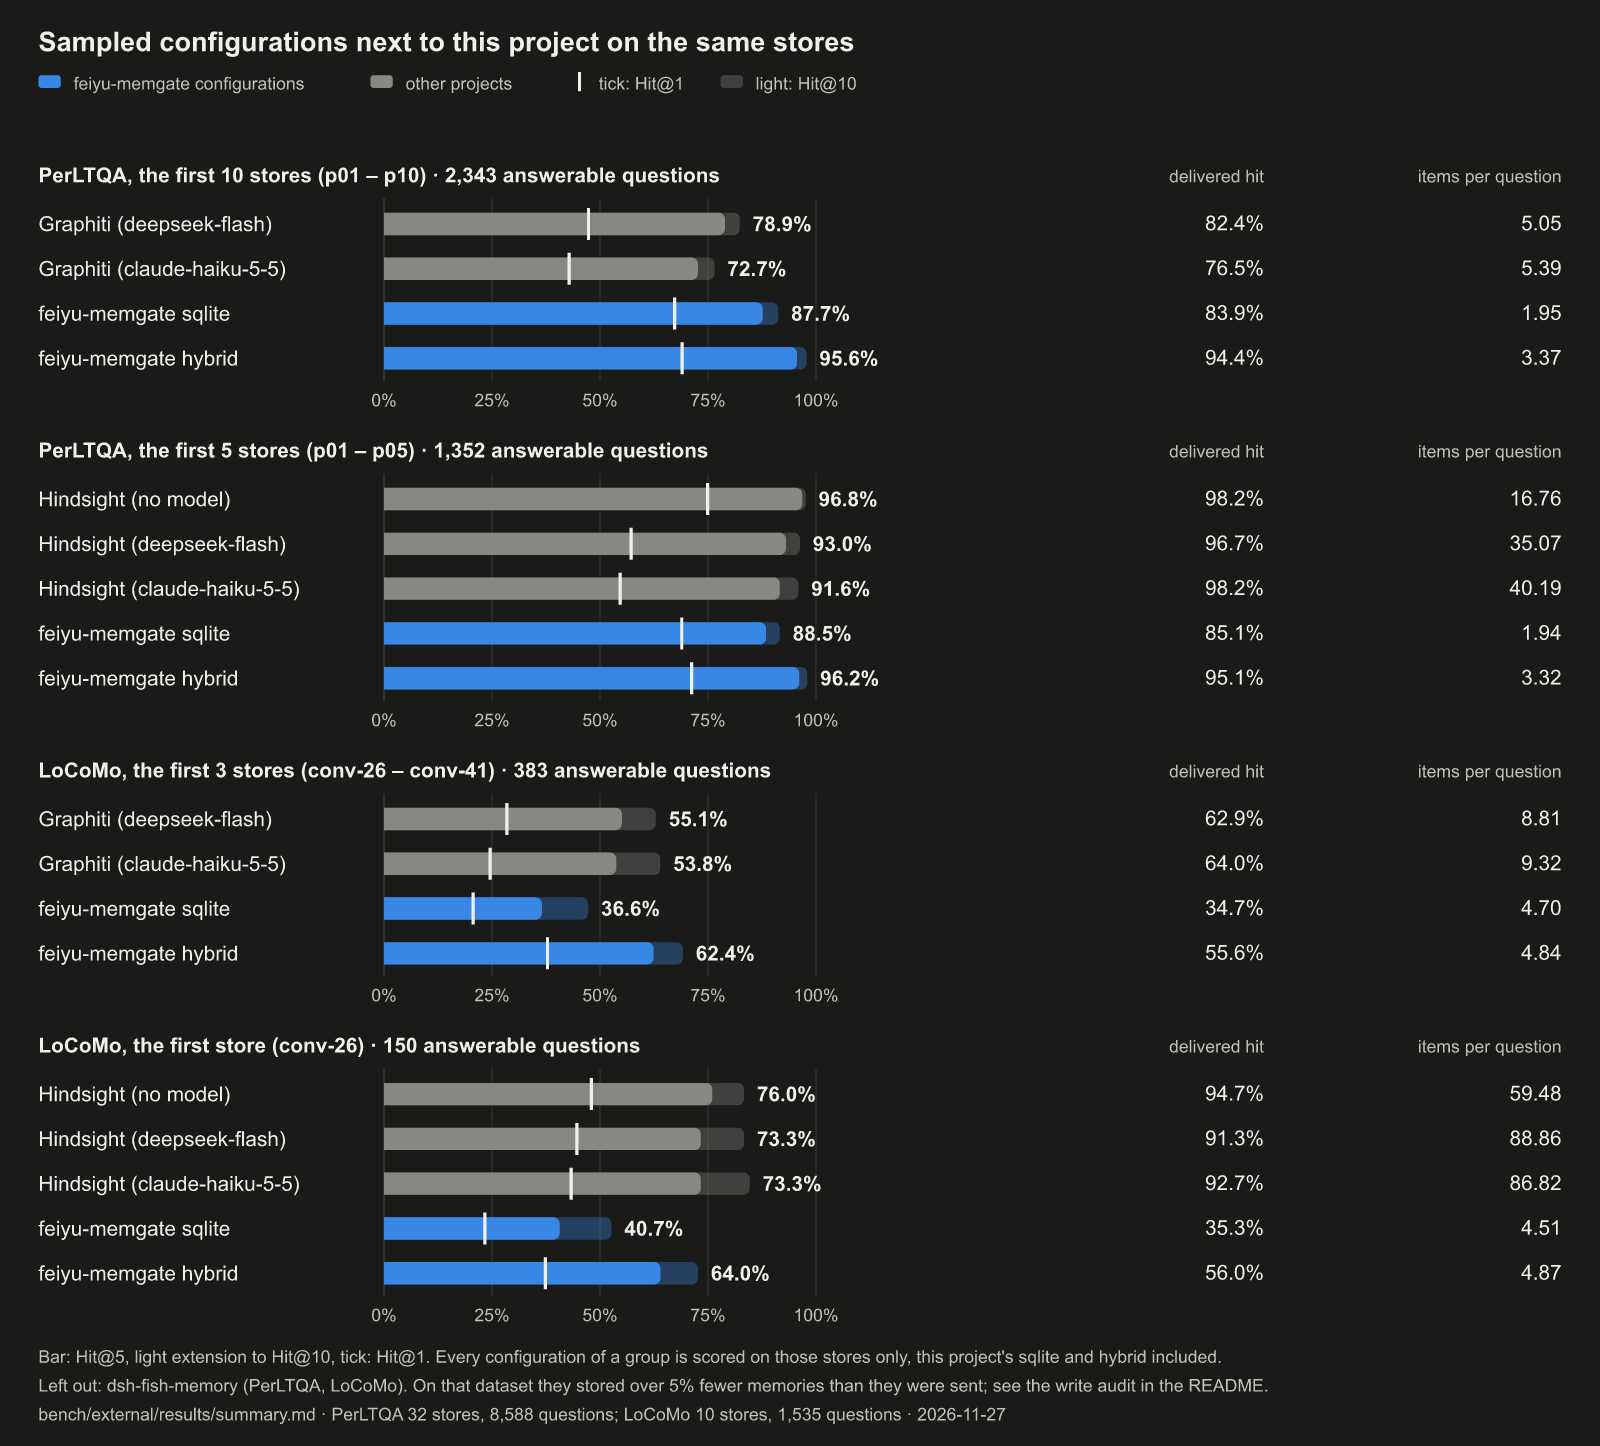 Sampled configurations next to this project on the same stores
feiyu-memgate configurations other projects tick: Hit@1 light: Hit@10
PerLTQA, the first 10 stores (p01 – p10) · 2,343 answerable questions delivered hit items per question
Graphiti (deepseek-flash) 78.9% 82.4% 5.05
Graphiti (claude-haiku-5-5) 72.7% 76.5% 5.39
feiyu-memgate sqlite 87.7% 83.9% 1.95
feiyu-memgate hybrid 95.6% 94.4% 3.37
0% 25% 50% 75% 100%
PerLTQA, the first 5 stores (p01 – p05) · 1,352 answerable questions delivered hit items per question
Hindsight (no model) 96.8% 98.2% 16.76
Hindsight (deepseek-flash) 93.0% 96.7% 35.07
Hindsight (claude-haiku-5-5) 91.6% 98.2% 40.19
feiyu-memgate sqlite 88.5% 85.1% 1.94
feiyu-memgate hybrid 96.2% 95.1% 3.32
0% 25% 50% 75% 100%
LoCoMo, the first 3 stores (conv-26 – conv-41) · 383 answerable questions delivered hit items per question
Graphiti (deepseek-flash) 55.1% 62.9% 8.81
Graphiti (claude-haiku-5-5) 53.8% 64.0% 9.32
feiyu-memgate sqlite 36.6% 34.7% 4.70
feiyu-memgate hybrid 62.4% 55.6% 4.84
0% 25% 50% 75% 100%
LoCoMo, the first store (conv-26) · 150 answerable questions delivered hit items per question
Hindsight (no model) 76.0% 94.7% 59.48
Hindsight (deepseek-flash) 73.3% 91.3% 88.86
Hindsight (claude-haiku-5-5) 73.3% 92.7% 86.82
feiyu-memgate sqlite 40.7% 35.3% 4.51
feiyu-memgate hybrid 64.0% 56.0% 4.87
0% 25% 50% 75% 100%
Bar: Hit@5, light extension to Hit@10, tick: Hit@1. Every configuration of a group is scored on those stores only, this project's sqlite and hybrid included.
Left out: dsh-fish-memory (PerLTQA, LoCoMo). On that dataset they stored over 5% fewer memories than they were sent; see the write audit in the README.
bench/external/results/summary.md · PerLTQA 32 stores, 8,588 questions; LoCoMo 10 stores, 1,535 questions · 2026-11-27